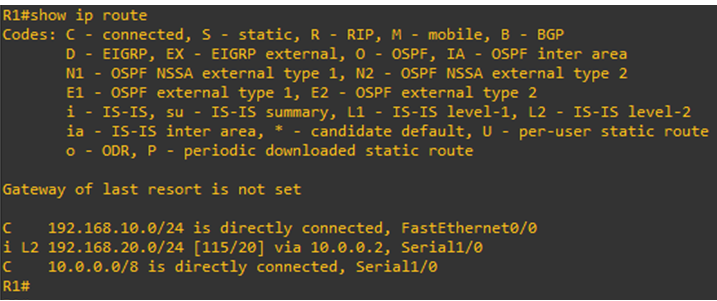 R1#show ip route
Codes: C - connected, S - static, R - RIP, M - mobile, B - BGP
D - EIGRP, EX - EIGRP external, O - OSPF, IA - OSPF inter area
N1 - OSPF NSSA external type 1, N2 - OSPF NSSA external type 2
E1 - OSPF external type 1, E2 - OSPF external type 2
i - IS-IS, su - IS-IS summary, L1 - IS-IS level-1, L2 - IS-IS level-2
ia - IS-IS inter area, * - candidate default, U - per-user static route
o - ODR, P - periodic downloaded static route
Gateway of last resort is not set
C 192.168.10.0/24 is directly connected, FastEthernet0/0
i L2 192.168.20.0/24 [115/20] via 10.0.0.2, Serial1/0
C 10.0.0.0/8 is directly connected, Serial1/0
R1#